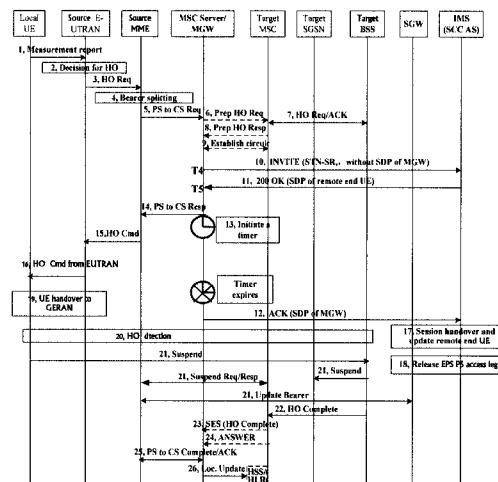 Local UE
Source E-UTRAN
Source MME
MSC Server/ MGW
Target MSC
Target SGSN
Target BSS
SGW
IMS (SCC AS)
1, Measurement report
2, Decision for HO
3, HO Req
4, Bearer splitting
5, PS to CS Req
6, Prep HO Req
7, HO Req/ACK
8, Prep HO Resp
9, Establish circuit
10, INVITE (STN-SR, without SDP of MGW)
T4
11, 200 OK (SDP of remote end UE)
T5
14, PS to CS Resp
13, Initiate a timer
15,HO Cmd
16, HO Cmd from EUTRAN
Timer expires
12, ACK (SDP of MGW)
19, UE handover to GERAN
17, Session handover and update remote end UE
20, HO detection
18, Release EPS PS access leg
21, Suspend
21, Suspend
21, Suspend Req/Resp
21, Update Bearer
22, HO Complete
23, SES (HO Complete)
24, ANSWER
25, PS to CS Complete/ACK
26, Loc. Update
HSS/
HLR